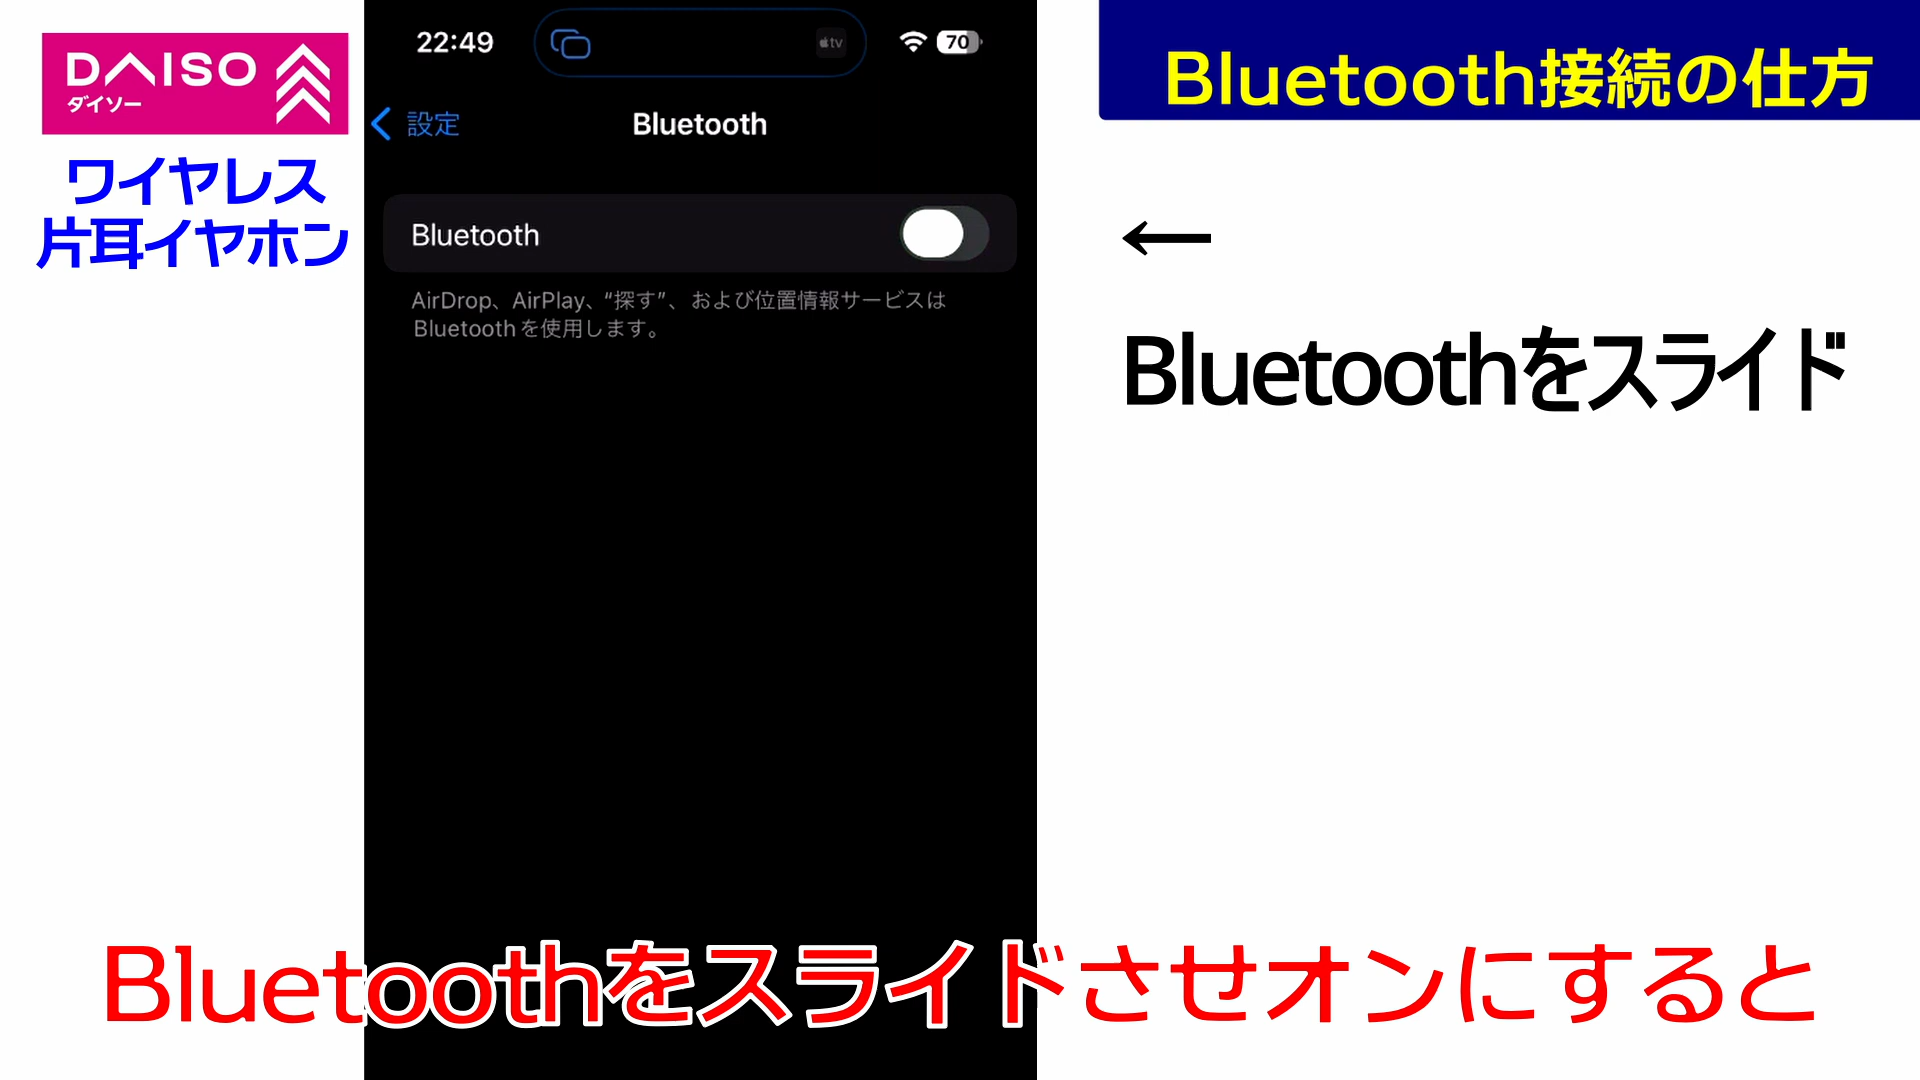 DAISO
ダイソー
ワイヤレス
片耳イヤホン
22:49
tv
70
設定
Bluetooth
Bluetooth
AirDrop、AirPlay、“探す”、および位置情報サービスは
Bluetoothを使用します。
Bluetooth接続の仕方
←
Bluetoothをスライド
Bluetoothをスライドさせオンにすると